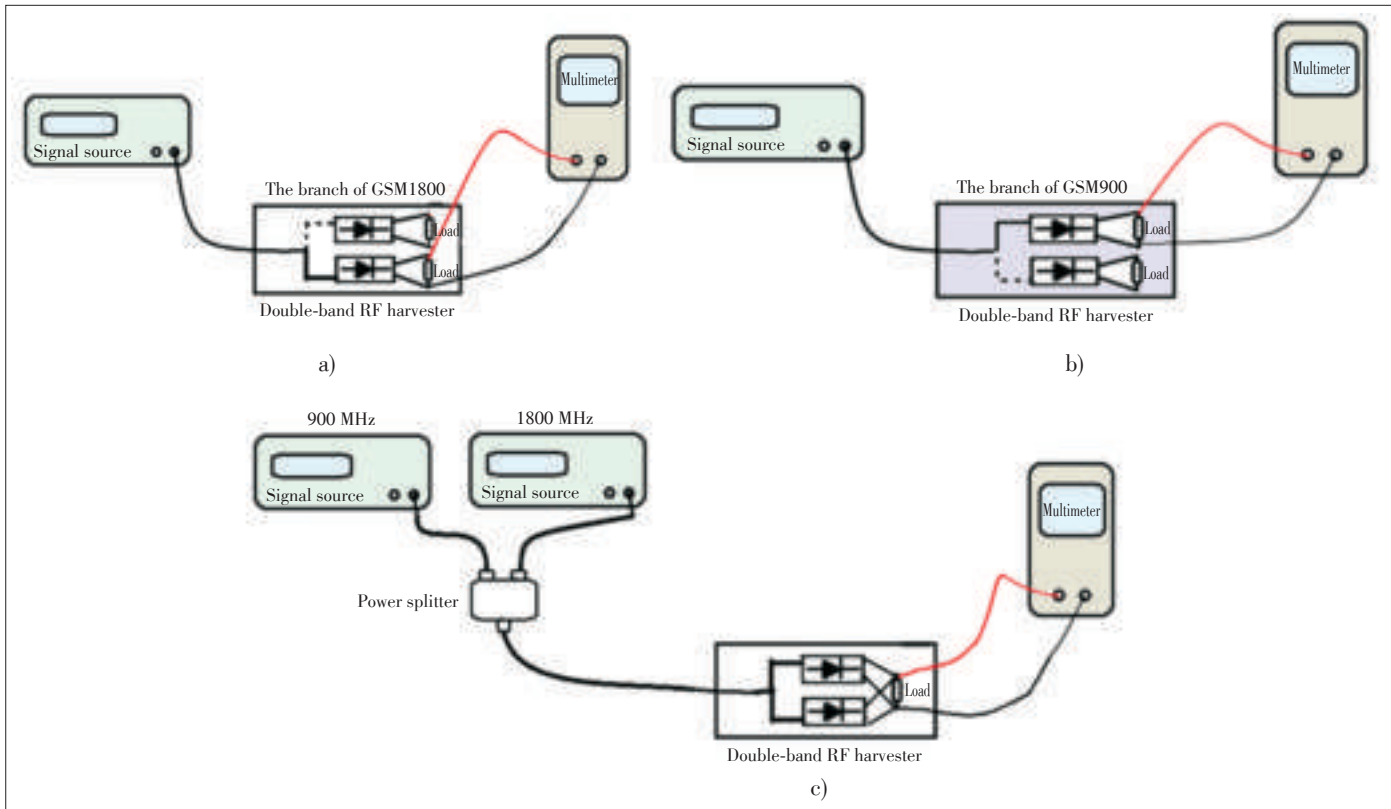 Multimeter
Signal source
The branch of GSM1800
Load
Load
Double-band RF harvester
a)
Multimeter
Signal source
The branch of GSM900
Load
Load
Double-band RF harvester
b)
900 MHz
1800 MHz
Signal source
Signal source
Multimeter
Power splitter
Load
Double-band RF harvester
c)